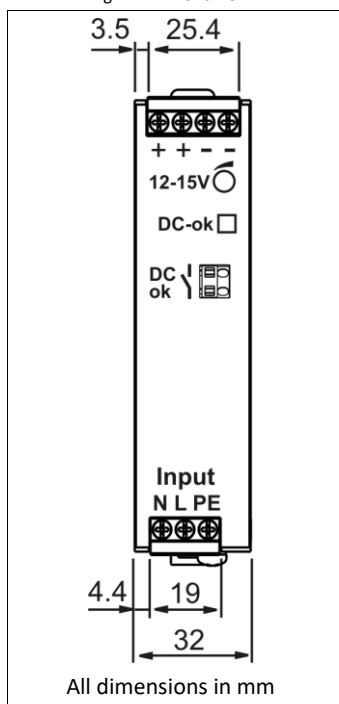 3.5 25.4
+ + - -
12-15V
DC-ok
DC
ok
Input
N L PE
4.4 19
32
All dimensions in mm